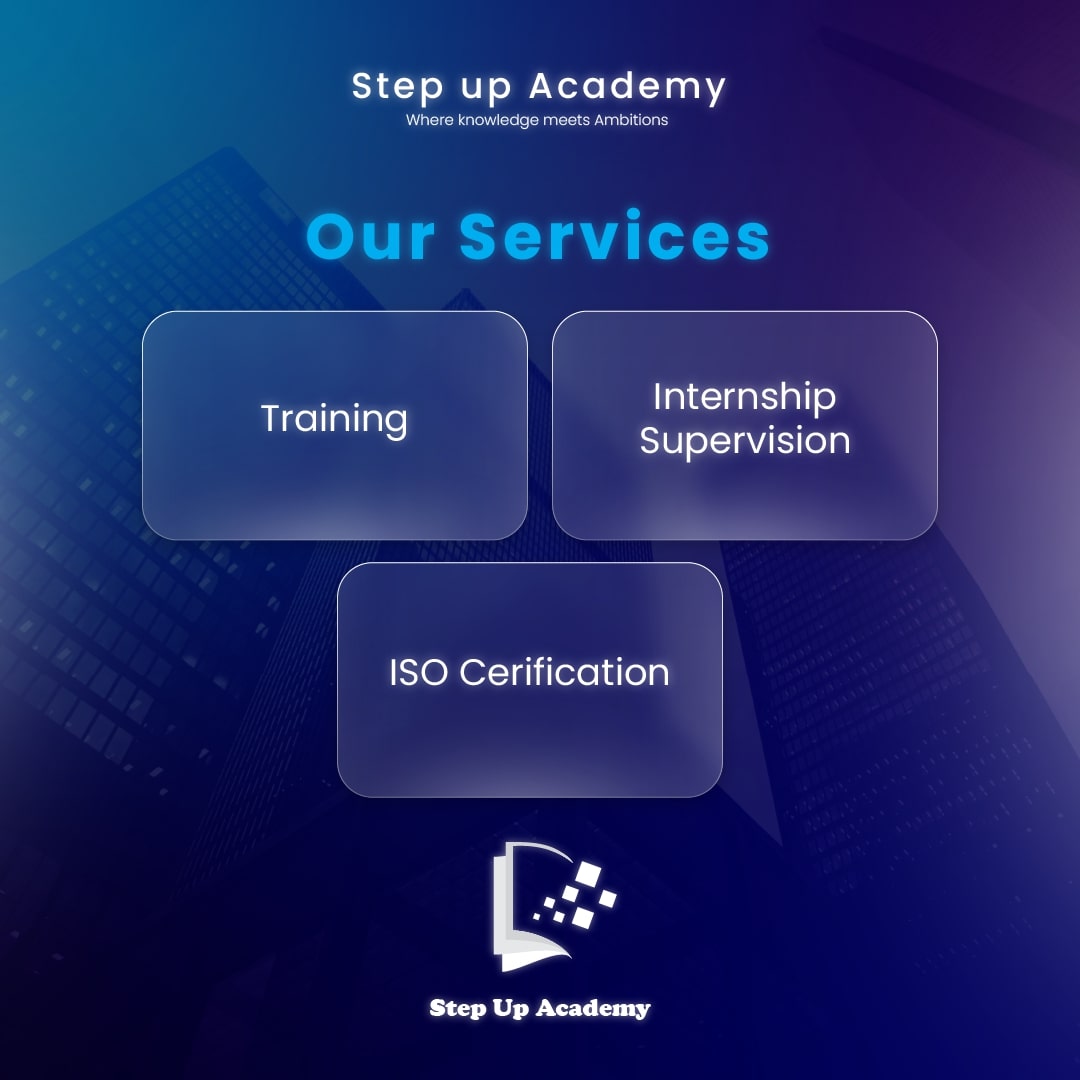 Step up Academy
Where knowledge meets Ambitions
Our Services
Training
Internship
Supervision
ISO Cerification
Step Up Academy